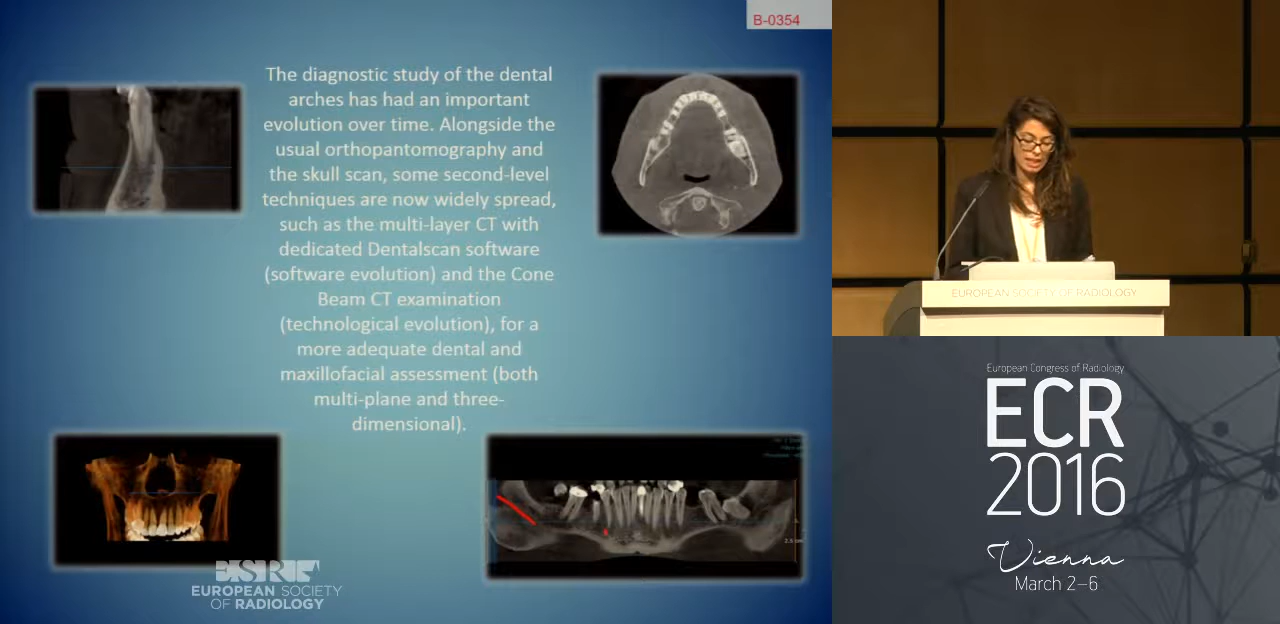 B-0354
The diagnostic study of the dental
arches has had an important
evolution over time. Alongside the
usual orthopantomography and
the skull scan, some second-level
techniques are now widely spread,
such as the multi-layer CT with
dedicated Dentalscan software
(software evolution) and the Cone
Beam CT examination
(technological evolution), for a
more adequate dental and
maxillofacial assessment (both
multi-plane and three-
dimensional).
EUROPEAN SOCIETY
OF RADIOLOGY
EUROPEAN SOCIETY OF RADIOLOGY
European Congress of Radiology
ECR
2016
Vienna
March 2–6